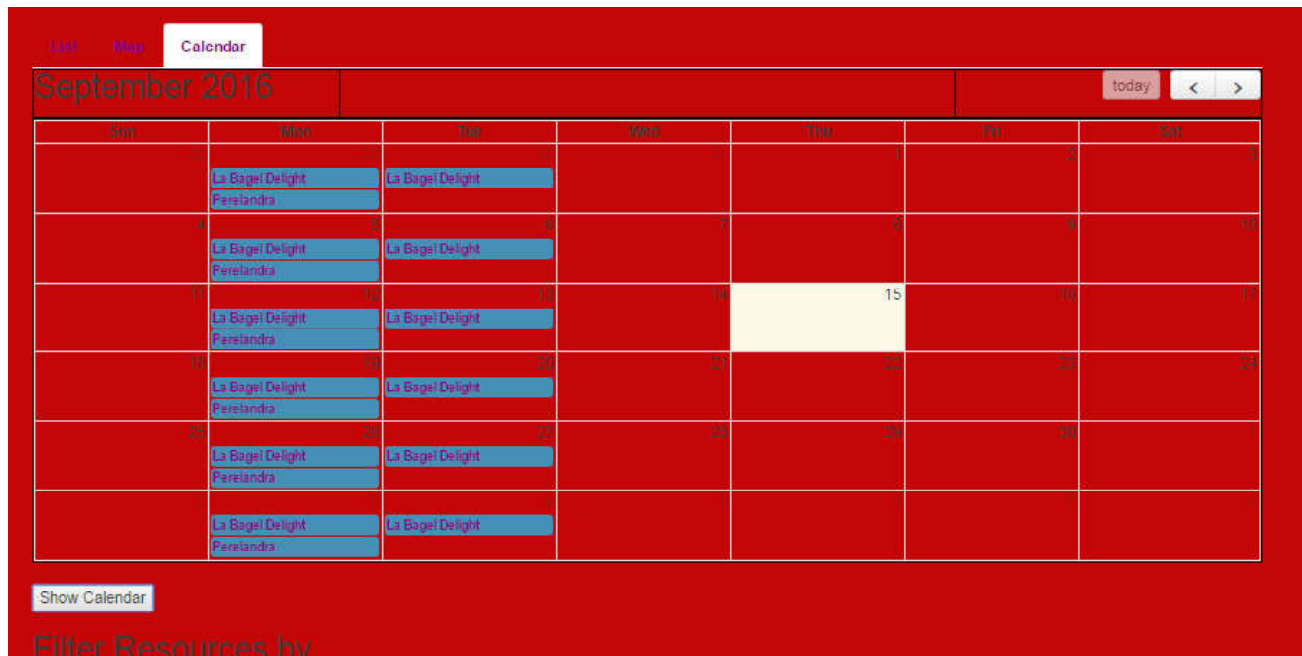 List Map Calendar
September 2016 today
Sun Mon Tue Wed Thu Fri Sat
1 2 3
La Bagel Delight La Bagel Delight
Perelandra
4 5 6 7 8 9 10
La Bagel Delight La Bagel Delight
Perelandra
11 12 13 14 15 16 17
La Bagel Delight La Bagel Delight
Perelandra
18 19 20 21 22 23 24
La Bagel Delight La Bagel Delight
Perelandra
25 26 27 28 29 30
La Bagel Delight La Bagel Delight
Perelandra
La Bagel Delight La Bagel Delight
Perelandra
Show Calendar
Filter Resources by